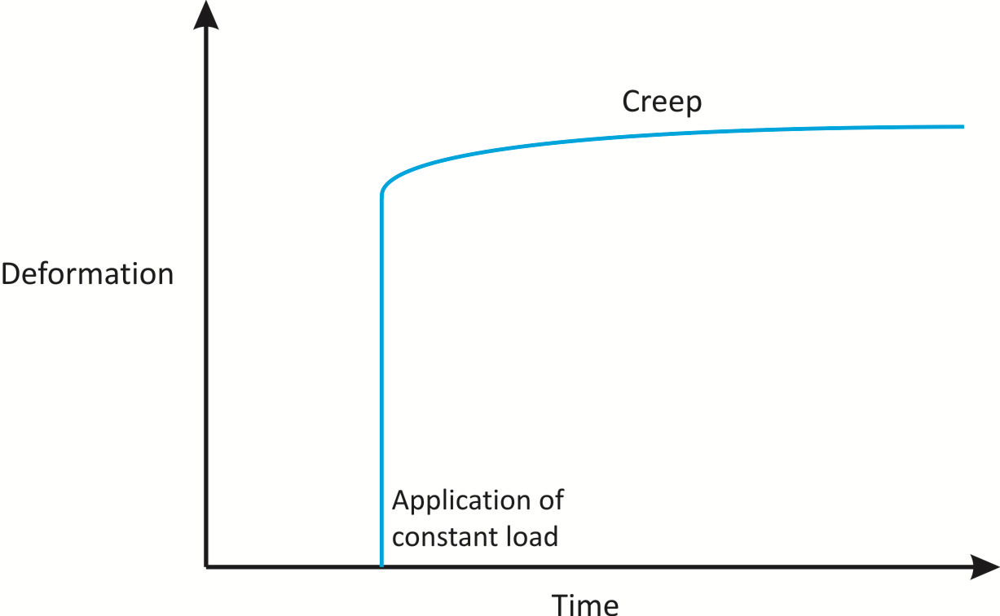 Creep
Deformation
Application of
constant load
Time